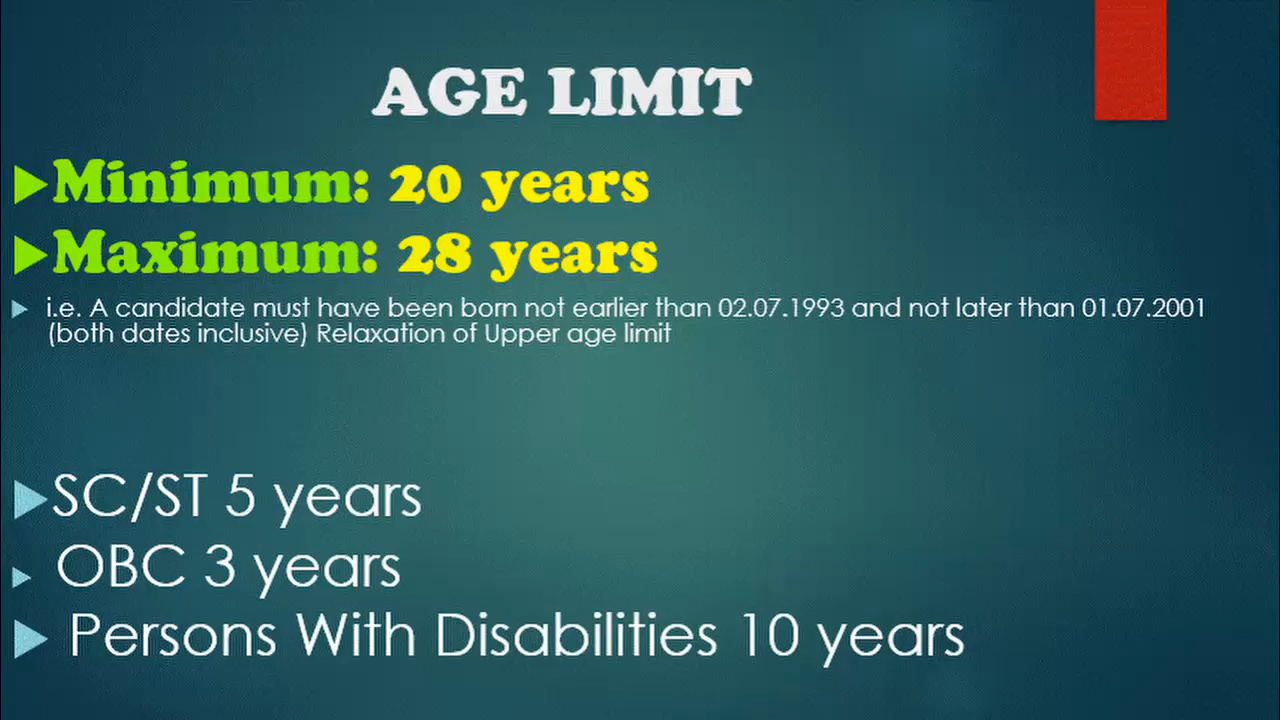 AGE LIMIT
Minimum: 20 years
Maximum: 28 years
i.e. A candidate must have been born not earlier than 02.07.1993 and not later than 01.07.2001
(both dates inclusive) Relaxation of Upper age limit
SC/ST 5 years
OBC 3 years
Persons With Disabilities 10 years